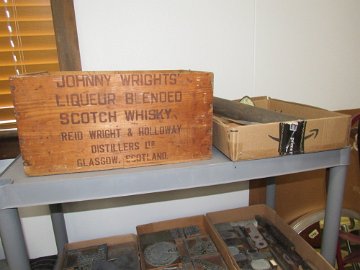 JOHNNY WRIGHTS'
LIQUEUR BLENDED
SCOTCH WHISKY
REID WRIGHT & HOLLOWAY
DISTILLERS LTD
GLASGOW. SCOTLAND.